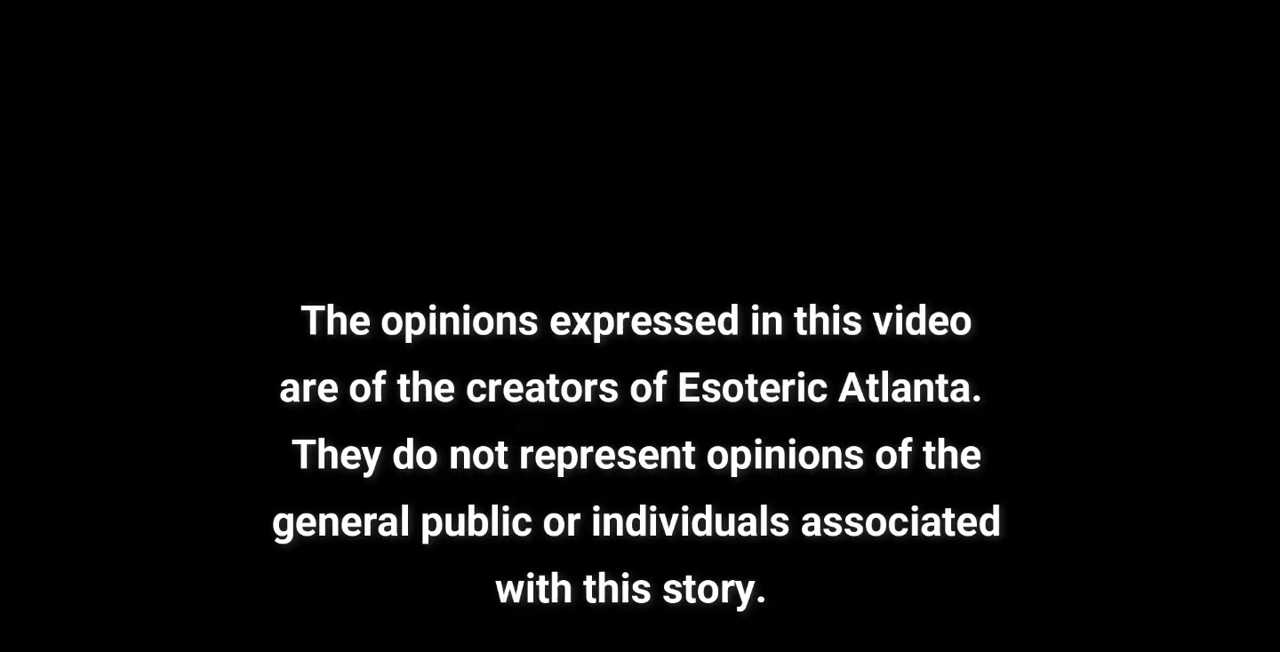 The opinions expressed in this video
are of the creators of Esoteric Atlanta.
They do not represent opinions of the
general public or individuals associated
with this story.